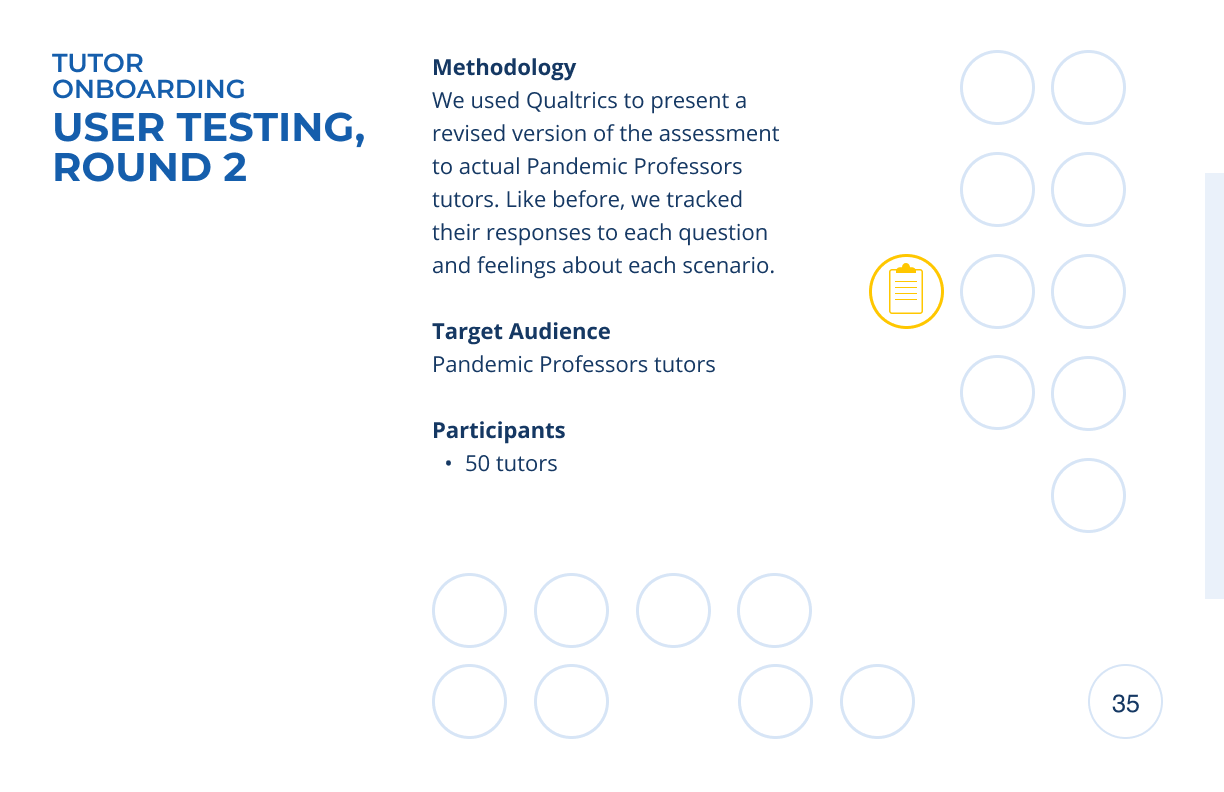 TUTOR
ONBOARDING
USER TESTING,
ROUND 2
Methodology
We used Qualtrics to present a
revised version of the assessment
to actual Pandemic Professors
tutors. Like before, we tracked
their responses to each question
and feelings about each scenario.
Target Audience
Pandemic Professors tutors
Participants
• 50 tutors
35